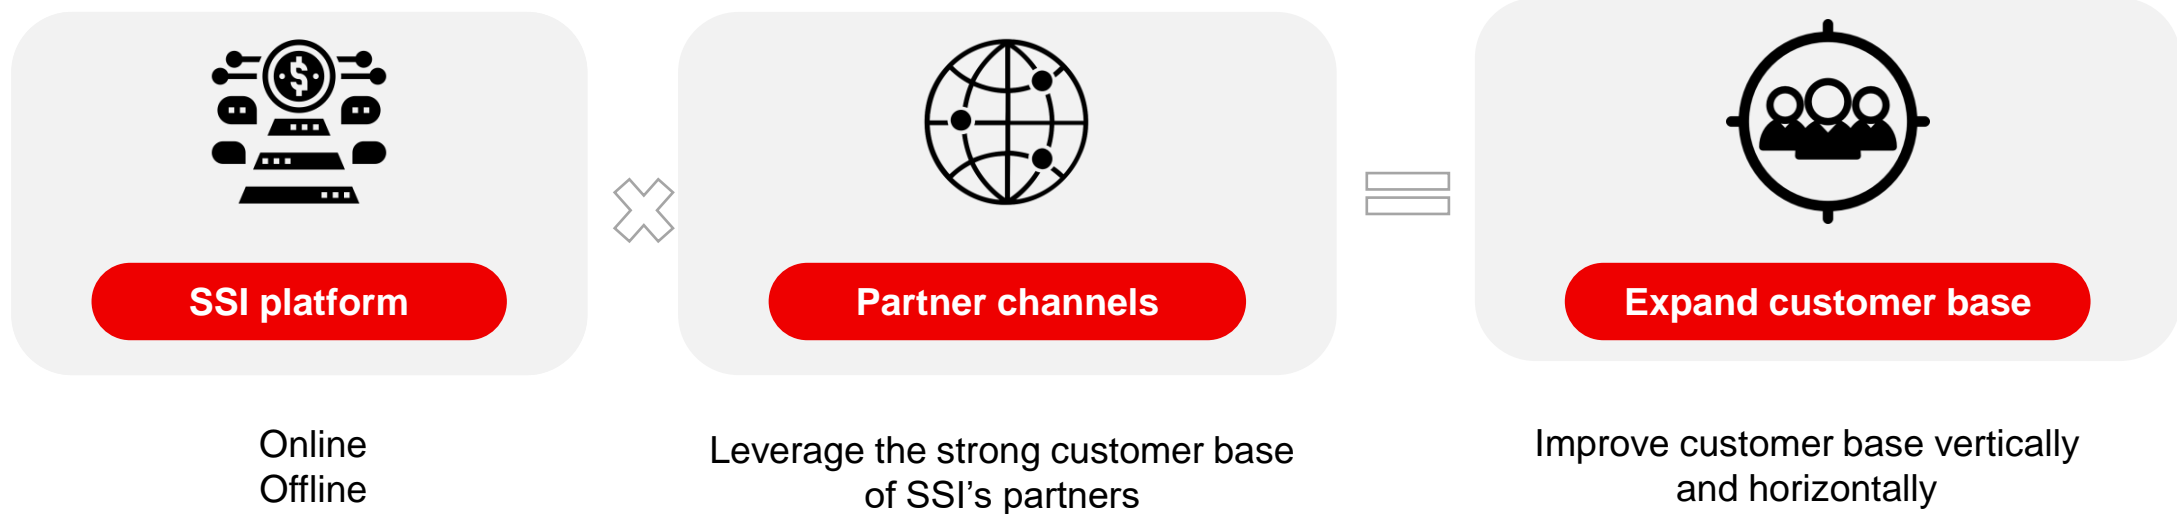 SSI platform
Online
Offline
Partner channels
Leverage the strong customer base
of SSI’s partners
Expand customer base
Improve customer base vertically
and horizontally